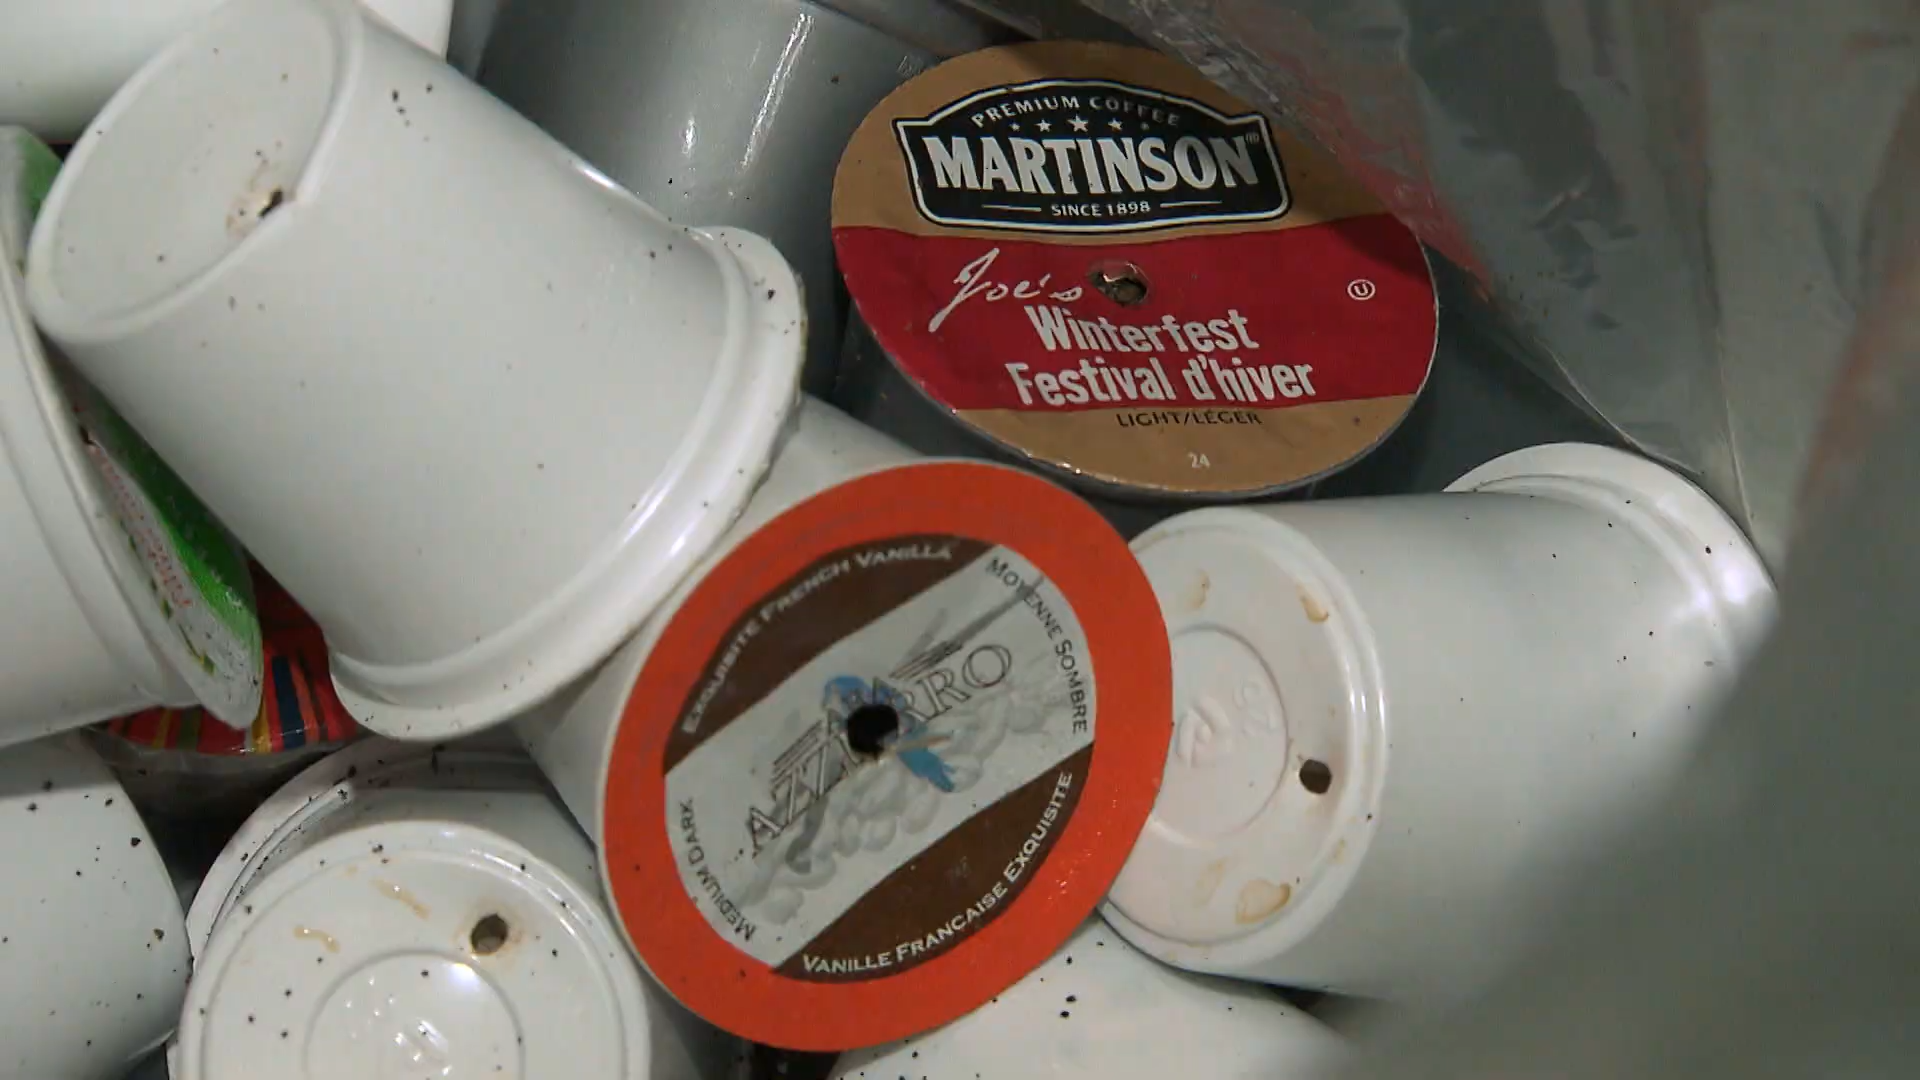 PREMIUM COFFEE
MARTINSON®
SINCE 1898
Joe's
Winterfest
Festival d'hiver
LIGHT/LÉGER
24
U
EXQUISITE FRENCH VANILLA
MOYENNE SOMBRE
MEDIUM DARK
VANILLE FRANCAISE EXQUISITE